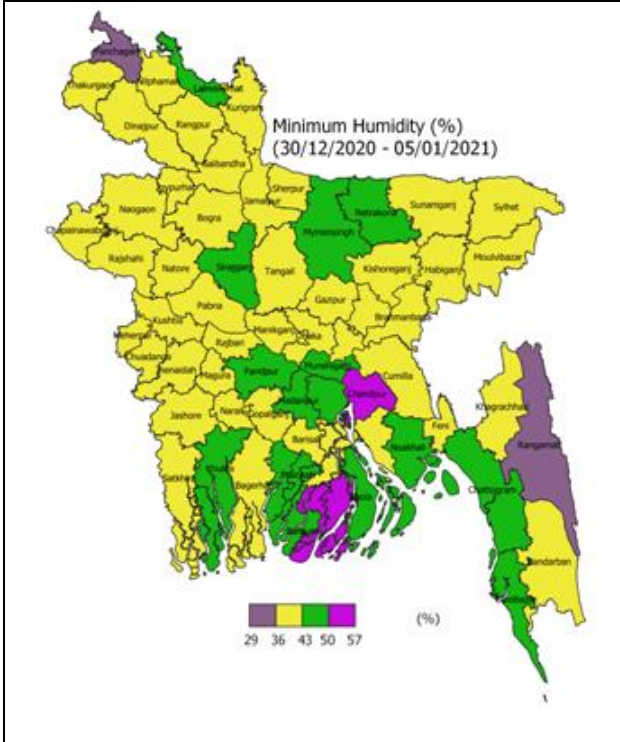 Panchagarh
Nilphamari
Lalmonirhat
Thakurgaon
Kurigram
Dinajpur
Rangpur
Minimum Humidity (%)
(30/12/2020 - 05/01/2021)
Gaibandha
Sherpur
Joypurhat
Jamalpur
Naogaon
Netrakona
Sunamganj
Sylhet
Bogra
Mymensingh
Chapainawabganj
Moulvibazar
Rajshahi
Natore
Sirajganj
Tangail
Kishoreganj
Habiganj
Pabna
Gazipur
Brahmanbaria
Kushtia
Manikganj
Dhaka
Meherpur
Rajbari
Chuadanga
Jhenaidah
Magura
Faridpur
Munshiganj
Cumilla
Chandpur
Khagrachhari
Madaripur
Jashore
Narail
Gopalganj
Feni
Barisal
Rangamati
Noakhali
Satkhira
Khulna
Bagerhat
Chattogram
Bhola
Bandarban
(%)
29 36 43 50 57